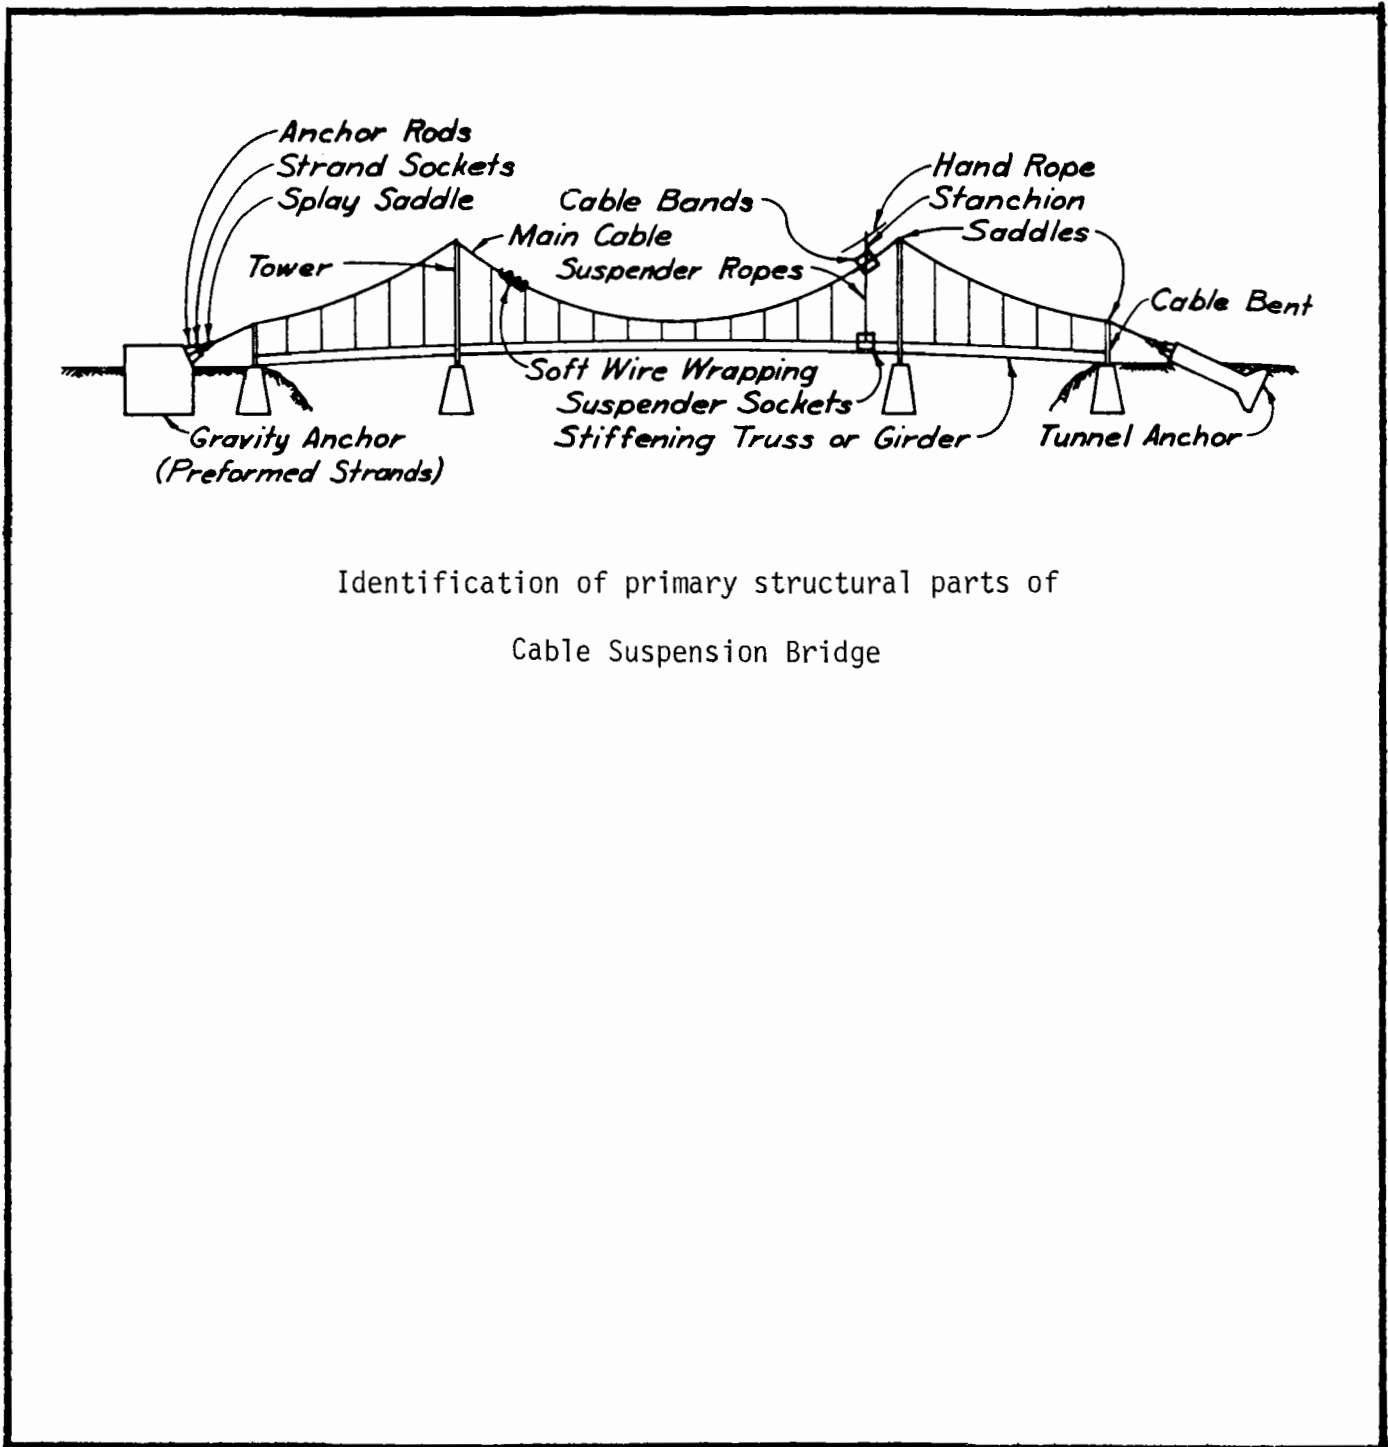 Anchor Rods
Strand Sockets
Splay Saddle
Tower
Main Cable
Cable Bands
Suspender Ropes
Hand Rope
Stanchion
Saddles
Cable Bent
Soft Wire Wrapping
Suspender Sockets
Stiffening Truss or Girder
Gravity Anchor
(Preformed Strands)
Tunnel Anchor
Identification of primary structural parts of
Cable Suspension Bridge